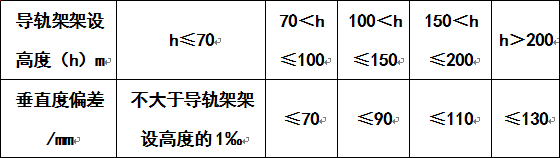 导轨架架设
高度（h）m
h≤70
70＜h
≤100
100＜h
≤150
150＜h
≤200
h＞200
垂直度偏差
/mm
不大于导轨架架
设高度的1‰
≤70
≤90
≤110
≤130